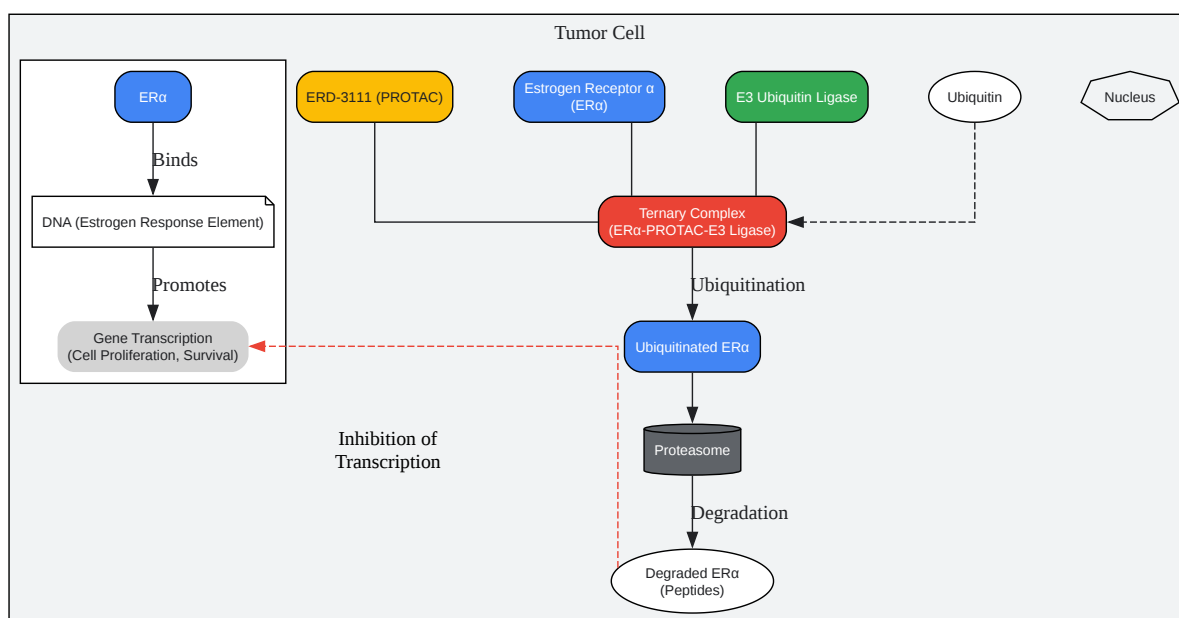 Tumor Cell
ERα
ERD-3111 (PROTAC)
Estrogen Receptor α
(ERα)
E3 Ubiquitin Ligase
Ubiquitin
Nucleus
Binds
DNA (Estrogen Response Element)
Ternary Complex
(ERα-PROTAC-E3 Ligase)
Promotes
Ubiquitination
Gene Transcription
(Cell Proliferation, Survival)
Ubiquitinated ERα
Inhibition of
Transcription
Proteasome
Degradation
Degraded ERα
(Peptides)